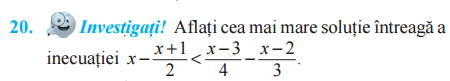 20. Investigați! Aflați cea mai mare soluție întreagă a
inecuației x − (x+1)/2 < (x−3)/4 − (x−2)/3.